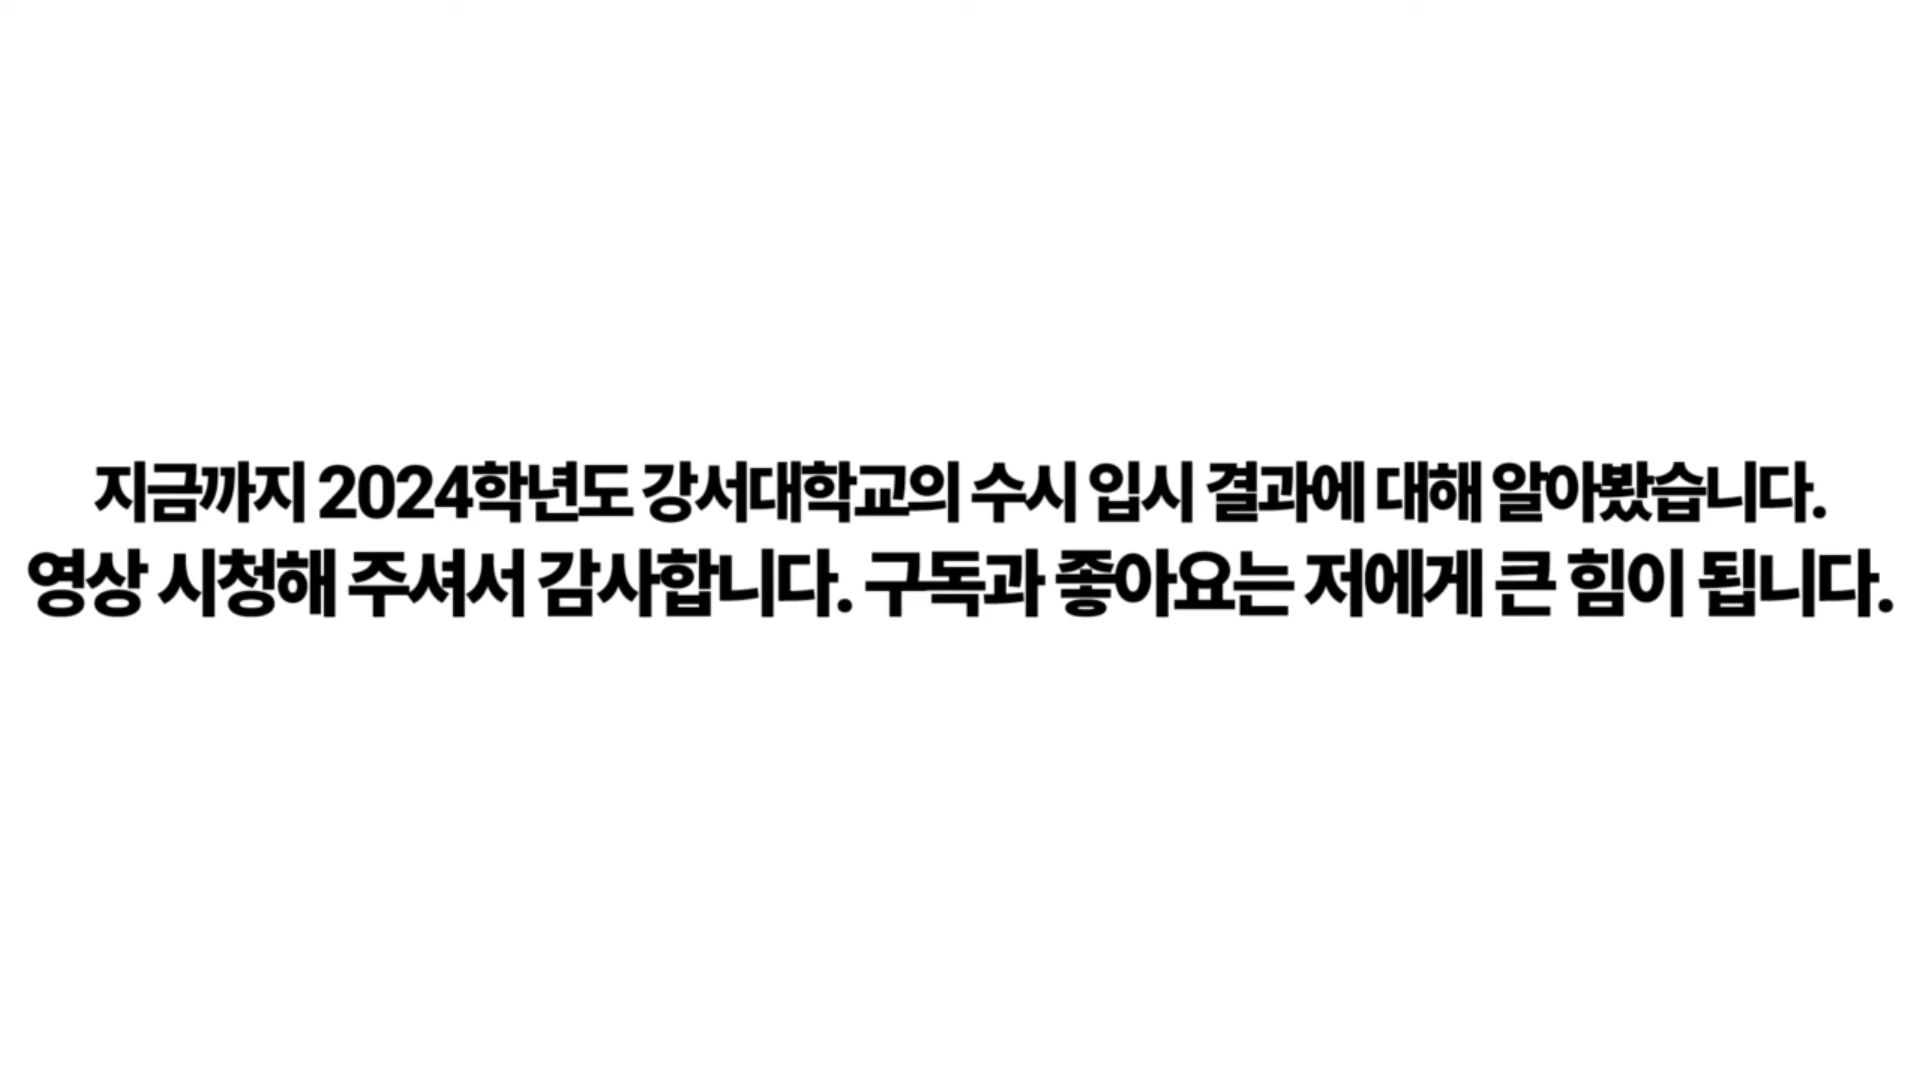 지금까지 2024학년도 강서대학교의 수시 입시 결과에 대해 알아봤습니다.
영상 시청해 주셔서 감사합니다. 구독과 좋아요는 저에게 큰 힘이 됩니다.